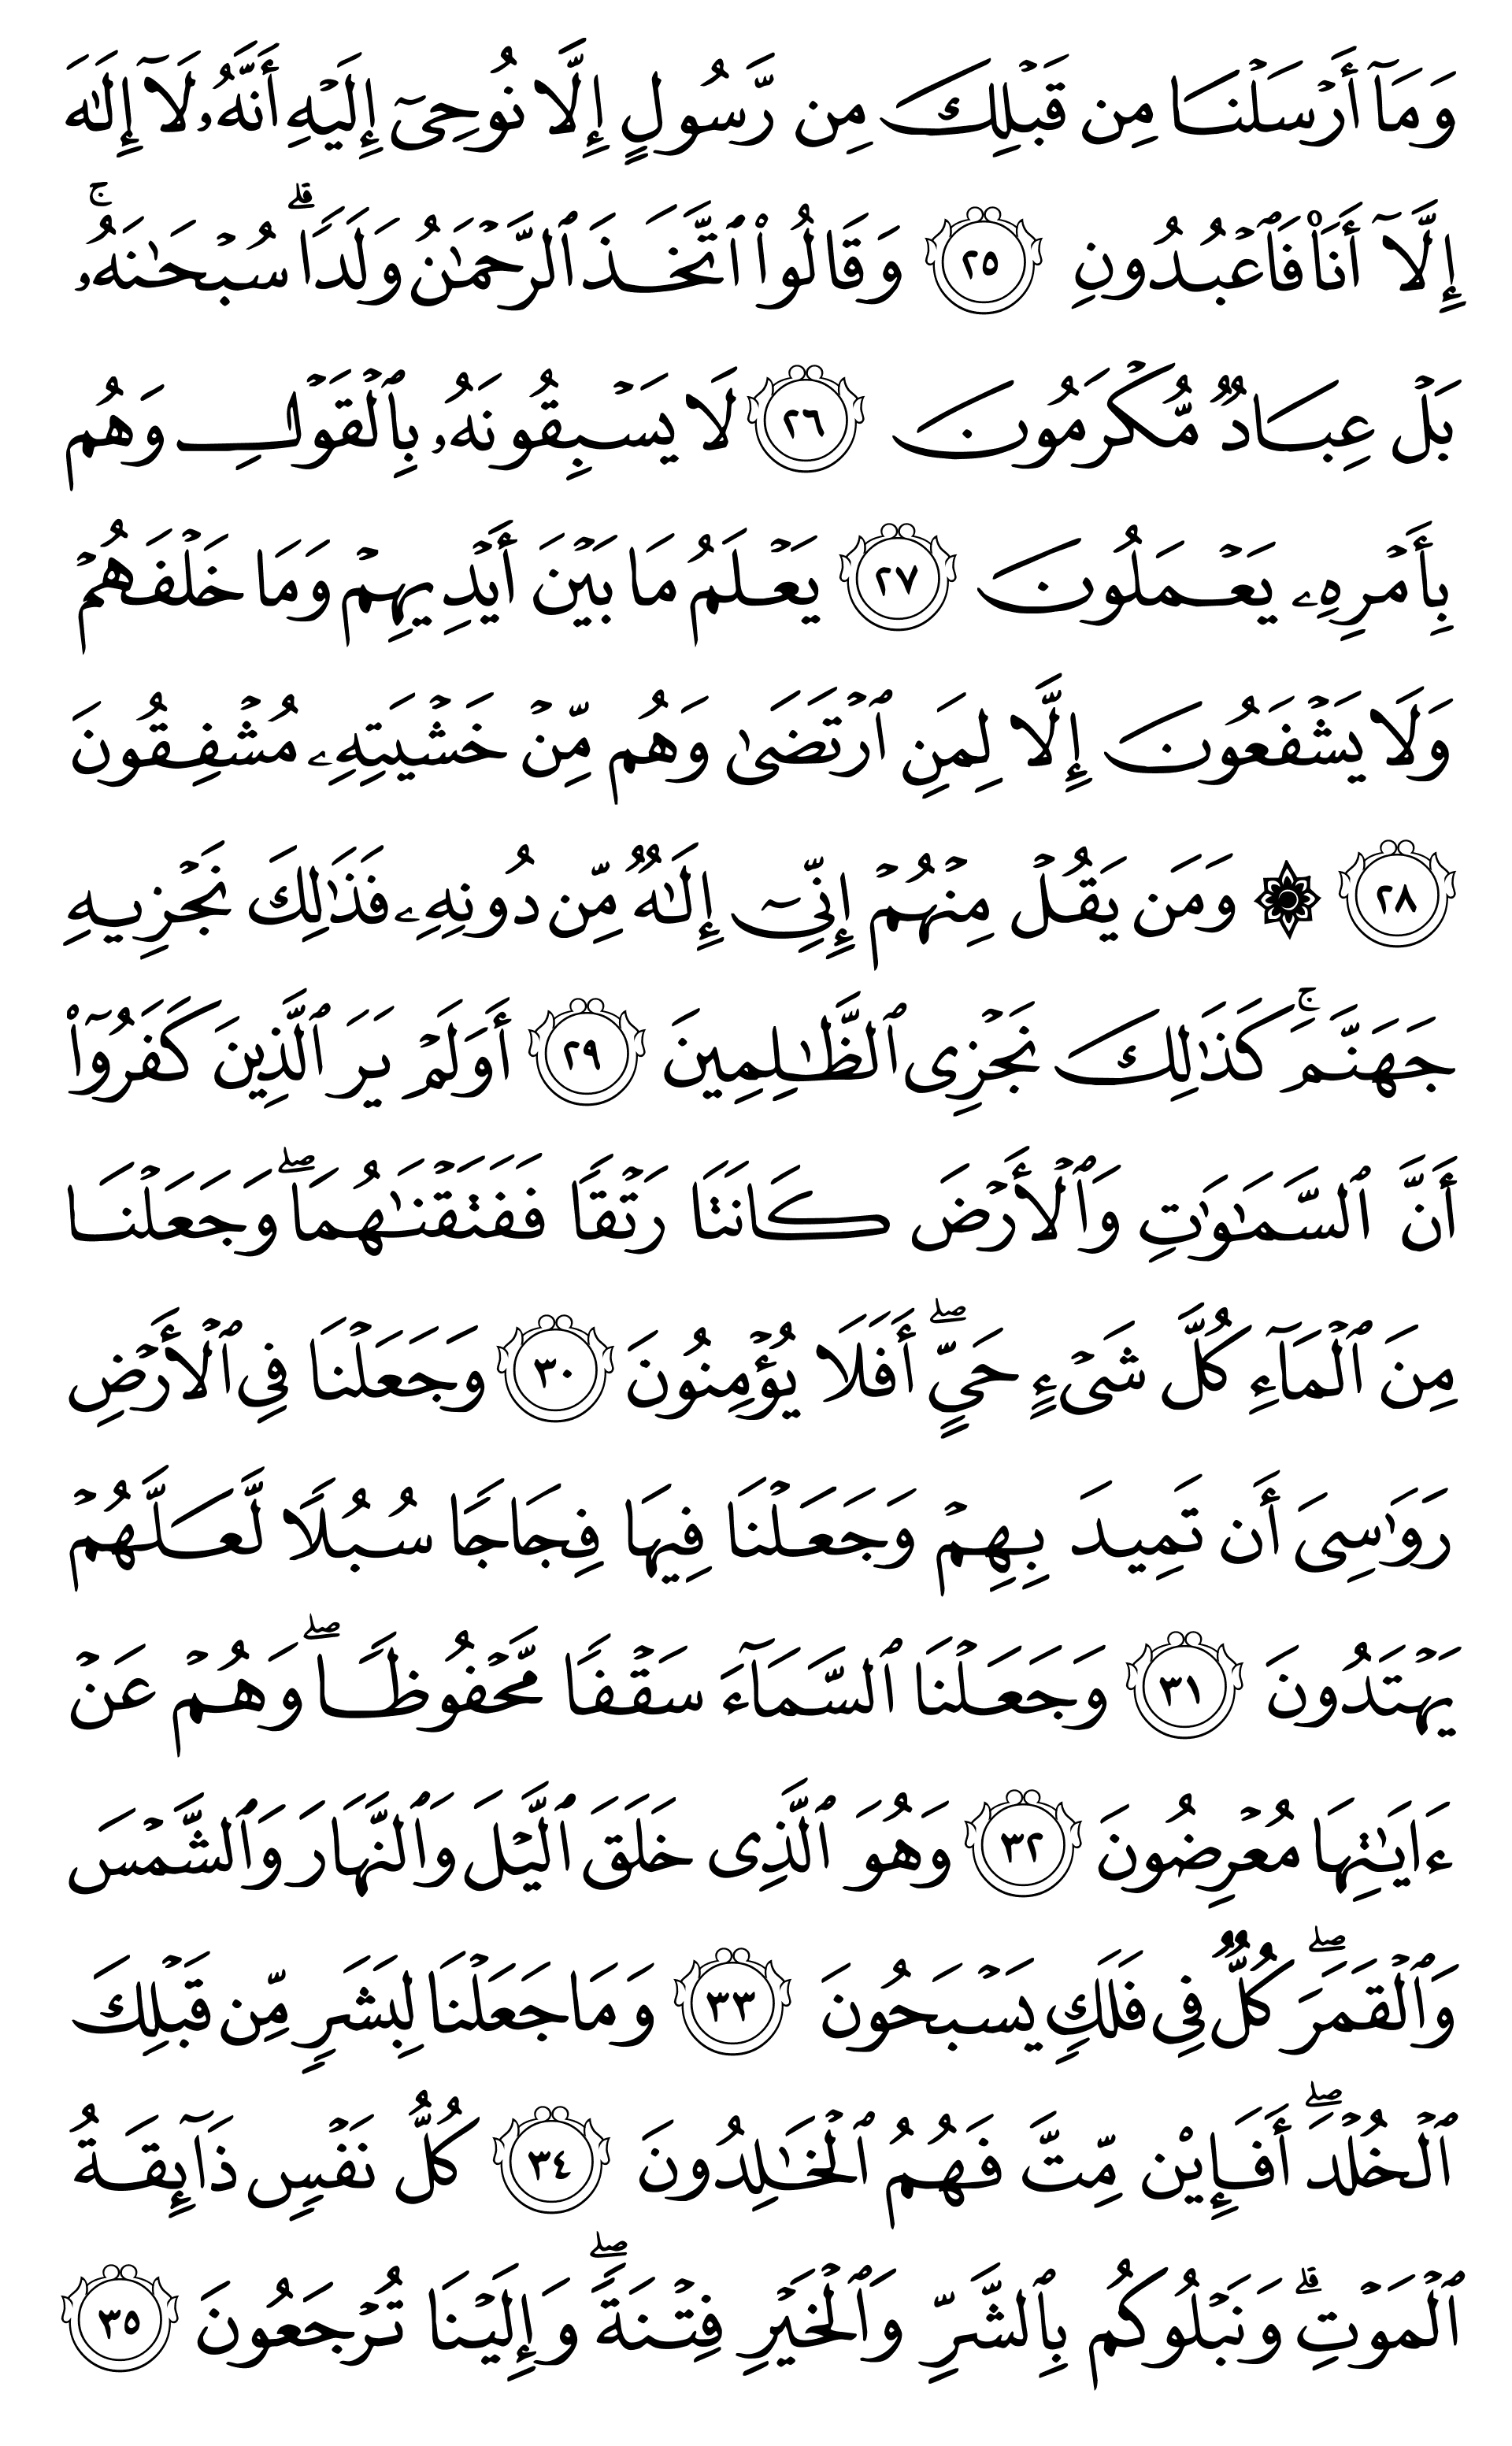 وَمَآ أَرۡسَلۡنَا مِن قَبۡلِكَ مِن رَّسُولٍ إِلَّا نُوحِيٓ إِلَيۡهِ أَنَّهُۥ لَآ إِلَٰهَ
إِلَّآ أَنَا۠ فَٱعۡبُدُونِ ٢٥ وَقَالُواْ ٱتَّخَذَ ٱلرَّحۡمَٰنُ وَلَدٗاۗ سُبۡحَٰنَهُۥۚ
بَلۡ عِبَادٞ مُّكۡرَمُونَ ٢٦ لَا يَسۡبِقُونَهُۥ بِٱلۡقَوۡلِ وَهُم
بِأَمۡرِهِۦ يَعۡمَلُونَ ٢٧ يَعۡلَمُ مَا بَيۡنَ أَيۡدِيهِمۡ وَمَا خَلۡفَهُمۡ
وَلَا يَشۡفَعُونَ إِلَّا لِمَنِ ٱرۡتَضَىٰ وَهُم مِّنۡ خَشۡيَتِهِۦ مُشۡفِقُونَ
٢٨ ۞ وَمَن يَقُلۡ مِنۡهُمۡ إِنِّيٓ إِلَٰهٞ مِّن دُونِهِۦ فَذَٰلِكَ نَجۡزِيهِ
جَهَنَّمَۚ كَذَٰلِكَ نَجۡزِي ٱلظَّٰلِمِينَ ٢٩ أَوَلَمۡ يَرَ ٱلَّذِينَ كَفَرُوٓاْ
أَنَّ ٱلسَّمَٰوَٰتِ وَٱلۡأَرۡضَ كَانَتَا رَتۡقٗا فَفَتَقۡنَٰهُمَاۖ وَجَعَلۡنَا
مِنَ ٱلۡمَآءِ كُلَّ شَيۡءٍ حَيٍّۖ أَفَلَا يُؤۡمِنُونَ ٣٠ وَجَعَلۡنَا فِي ٱلۡأَرۡضِ
رَوَٰسِيَ أَن تَمِيدَ بِهِمۡ وَجَعَلۡنَا فِيهَا فِجَاجٗا سُبُلٗا لَّعَلَّهُمۡ
يَهۡتَدُونَ ٣١ وَجَعَلۡنَا ٱلسَّمَآءَ سَقۡفٗا مَّحۡفُوظٗاۖ وَهُمۡ عَنۡ
ءَايَٰتِهَا مُعۡرِضُونَ ٣٢ وَهُوَ ٱلَّذِي خَلَقَ ٱلَّيۡلَ وَٱلنَّهَارَ وَٱلشَّمۡسَ
وَٱلۡقَمَرَۖ كُلّٞ فِي فَلَكٖ يَسۡبَحُونَ ٣٣ وَمَا جَعَلۡنَا لِبَشَرٖ مِّن قَبۡلِكَ
ٱلۡخُلۡدَۖ أَفَإِيْن مِّتَّ فَهُمُ ٱلۡخَٰلِدُونَ ٣٤ كُلُّ نَفۡسٖ ذَآئِقَةُ
ٱلۡمَوۡتِۗ وَنَبۡلُوكُم بِٱلشَّرِّ وَٱلۡخَيۡرِ فِتۡنَةٗۖ وَإِلَيۡنَا تُرۡجَعُونَ ٣٥